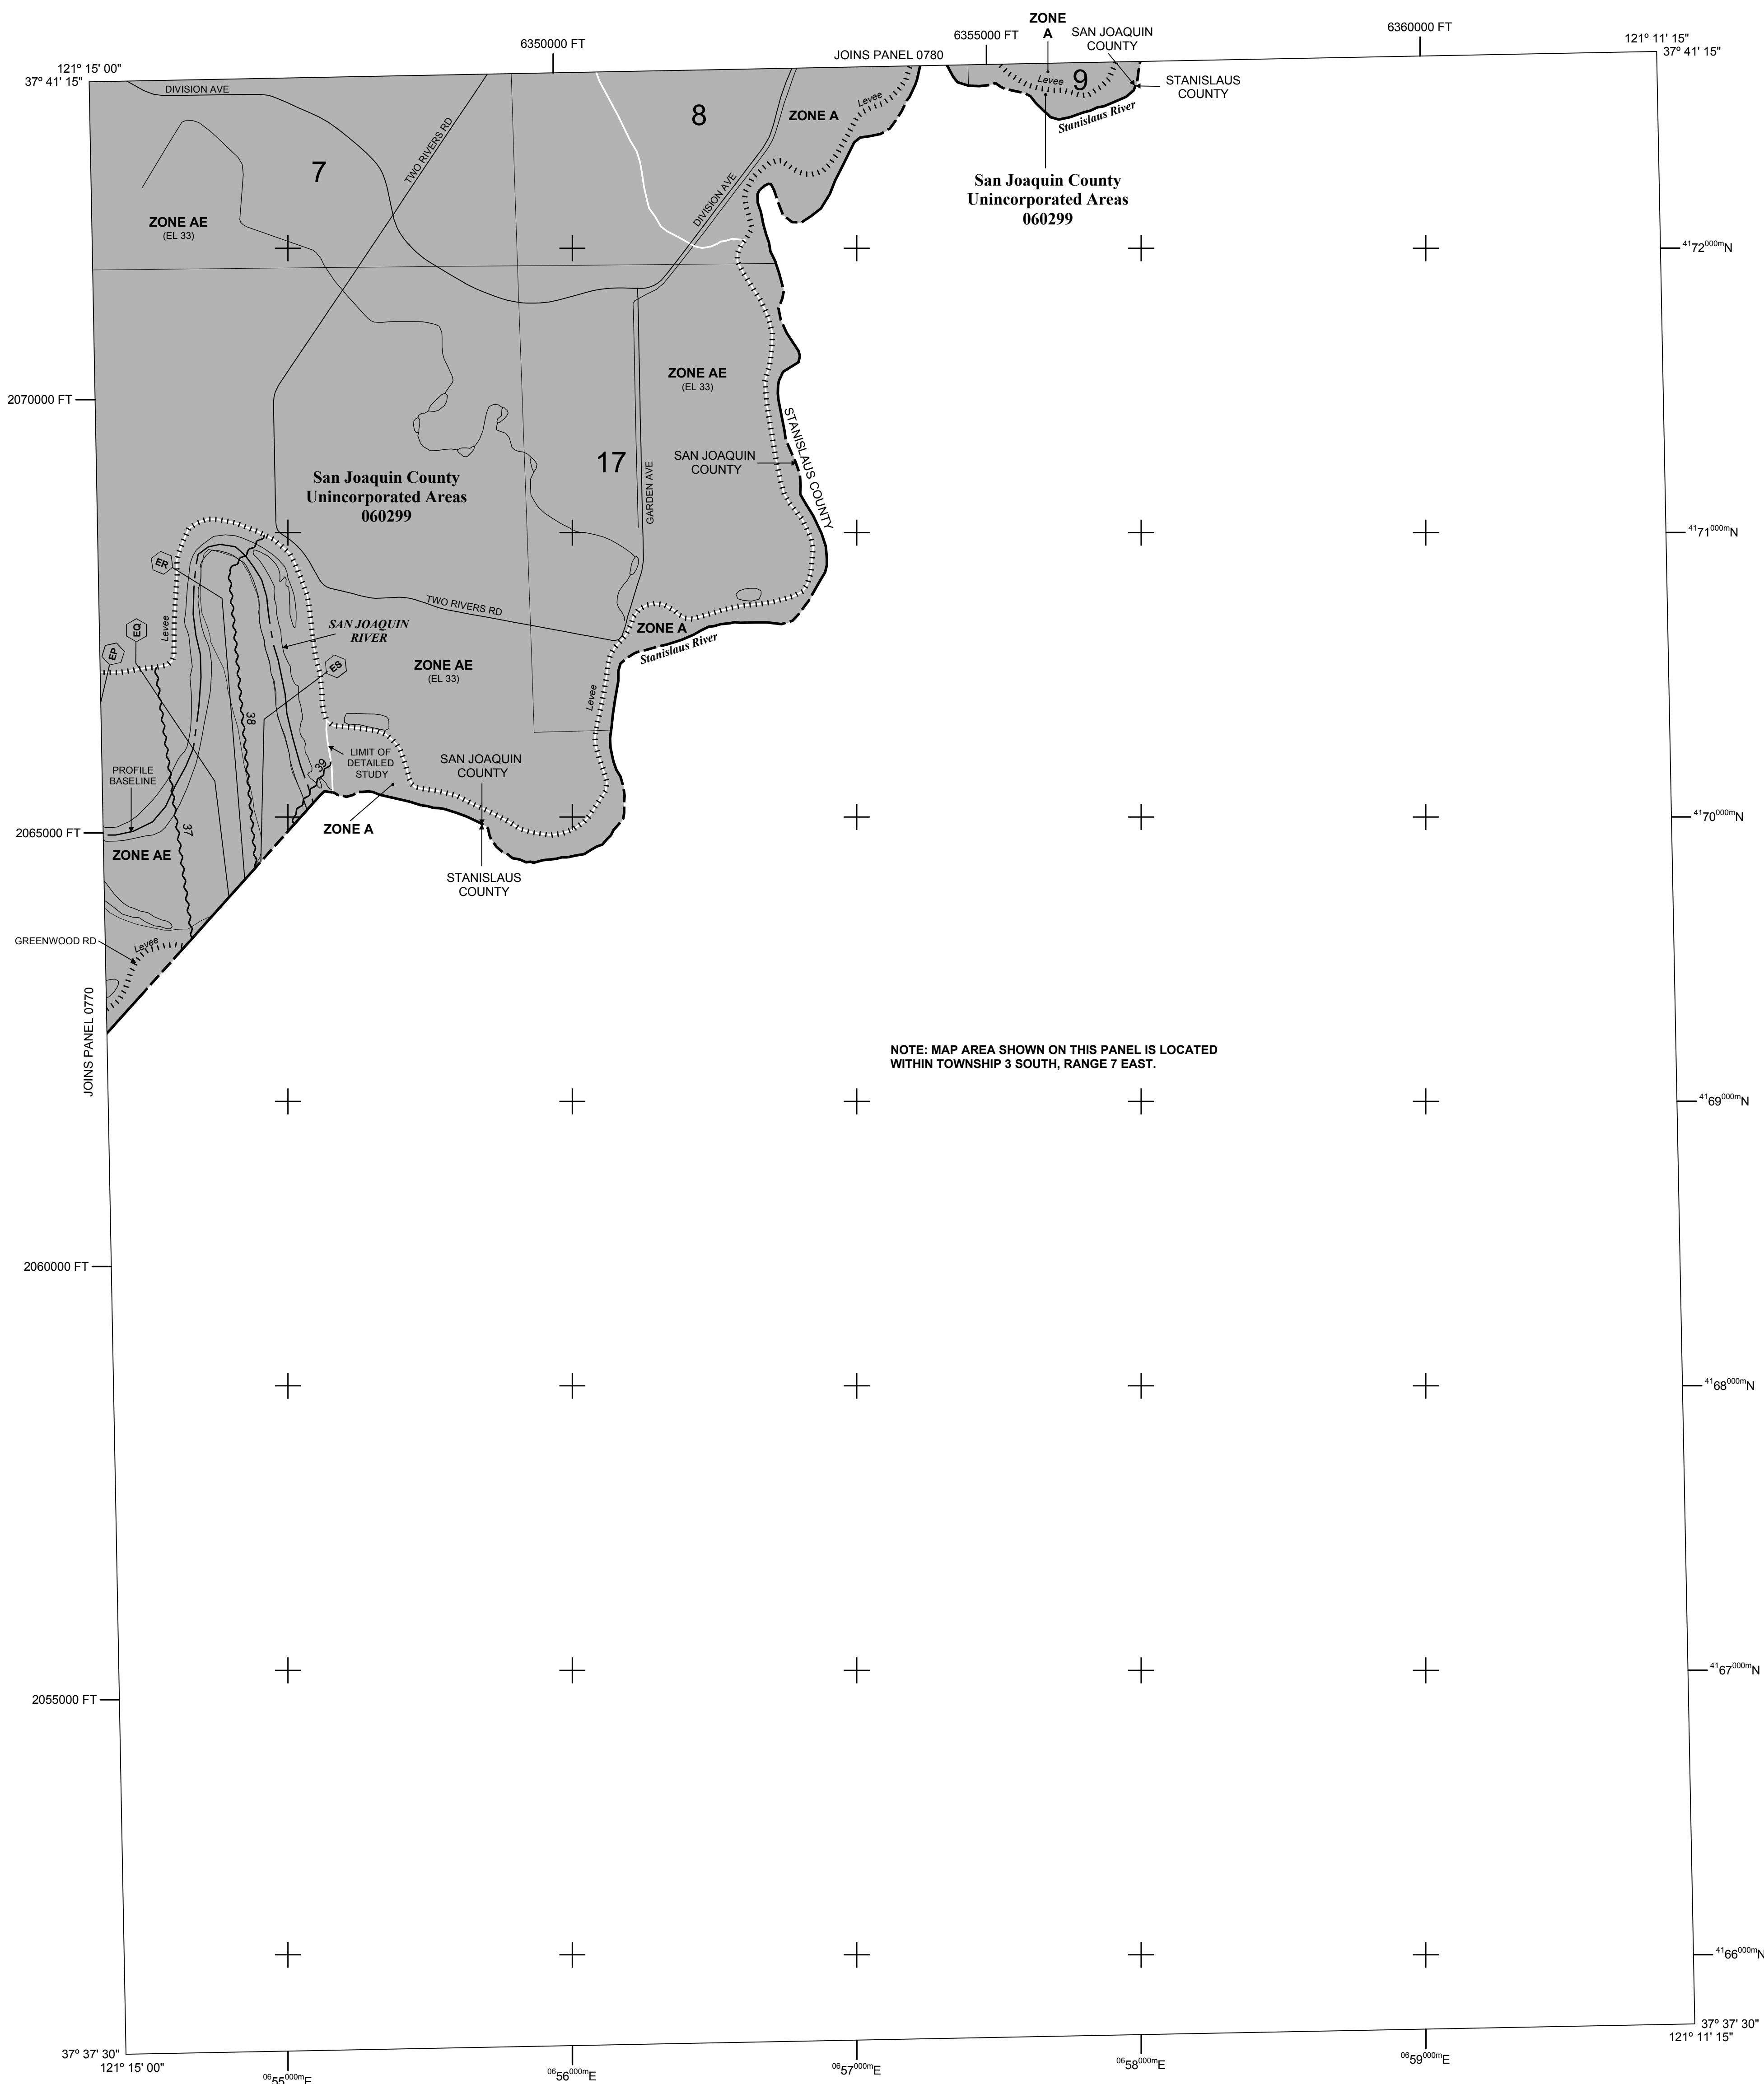 ZONE
A
SAN JOAQUIN
COUNTY
6360000 FT
6355000 FT
6350000 FT
JOINS PANEL 0780
121° 11' 15"
37° 41' 15"
121° 15' 00"
37° 41' 15"
DIVISION AVE
Levee
9
STANISLAUS
COUNTY
Stanislaus River
8
ZONE A
Levee
7
TWO RIVERS RD
DIVISION AVE
San Joaquin County
Unincorporated Areas
060299
ZONE AE
(EL 33)
4172000mN
ZONE AE
(EL 33)
2070000 FT
STANISLAUS COUNTY
SAN JOAQUIN
COUNTY
17
GARDEN AVE
San Joaquin County
Unincorporated Areas
060299
4171000mN
ER
EQ
EP
Levee
SAN JOAQUIN
RIVER
TWO RIVERS RD
ZONE A
Stanislaus River
ES
ZONE AE
(EL 33)
Levee
38
LIMIT OF
DETAILED
STUDY
39
SAN JOAQUIN
COUNTY
PROFILE
BASELINE
37
2065000 FT
ZONE A
4170000mN
ZONE AE
STANISLAUS
COUNTY
GREENWOOD RD
Levee
JOINS PANEL 0770
NOTE: MAP AREA SHOWN ON THIS PANEL IS LOCATED
WITHIN TOWNSHIP 3 SOUTH, RANGE 7 EAST.
4169000mN
2060000 FT
4168000mN
4167000mN
2055000 FT
4166000mN
37° 37' 30"
121° 15' 00"
37° 37' 30"
121° 11' 15"
0655000mE
0656000mE
0657000mE
0658000mE
0659000mE